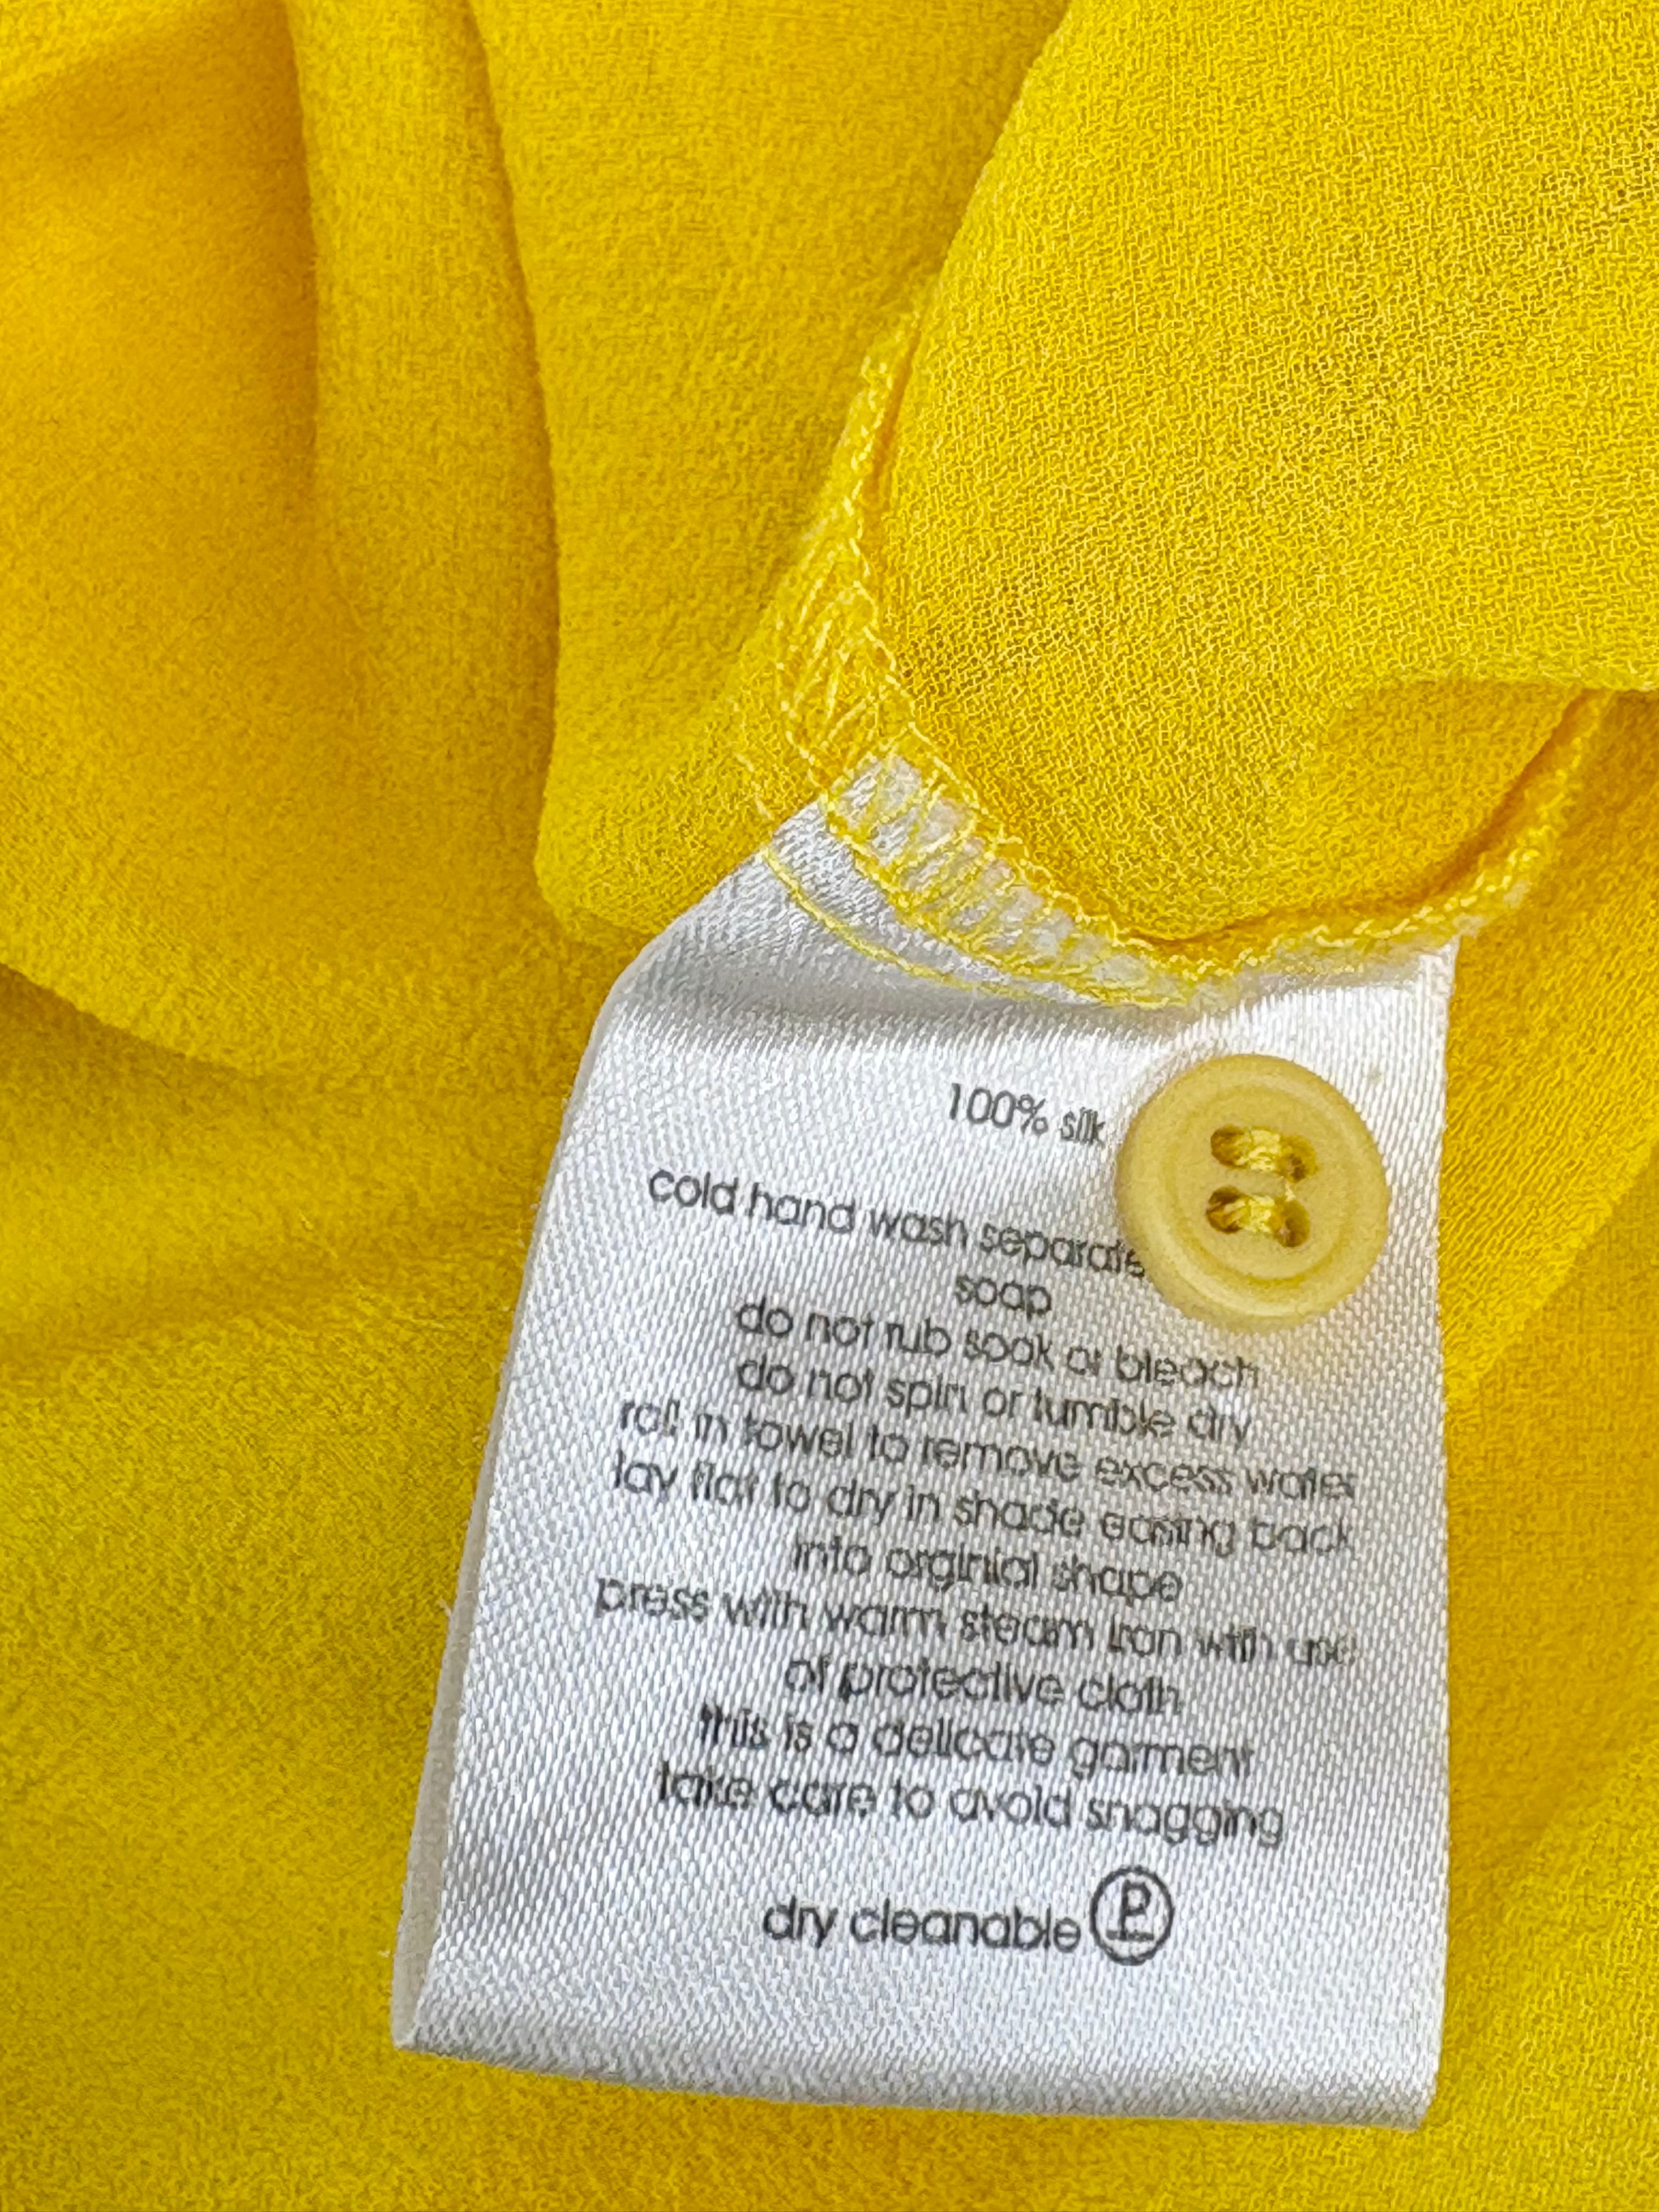 100% silk
cold hand wash separate
soap
do not rub soak or bleach
do not spin or tumble dry
roll in towel to remove excess water
lay flat to dry in shade easing back
into orginial shape
press with warm steam iron with use
of protective cloth
this is a delicate garment
take care to avoid snagging
dry cleanable P